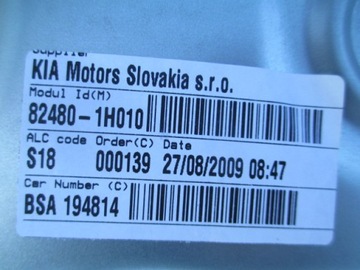 Supplier
KIA Motors Slovakia s.r.o.
Modul Id(M)
82480-1H010
ALC code Order(C) Date
S18 000139 27/08/2009 08:47
Car Number (C)
BSA 194814